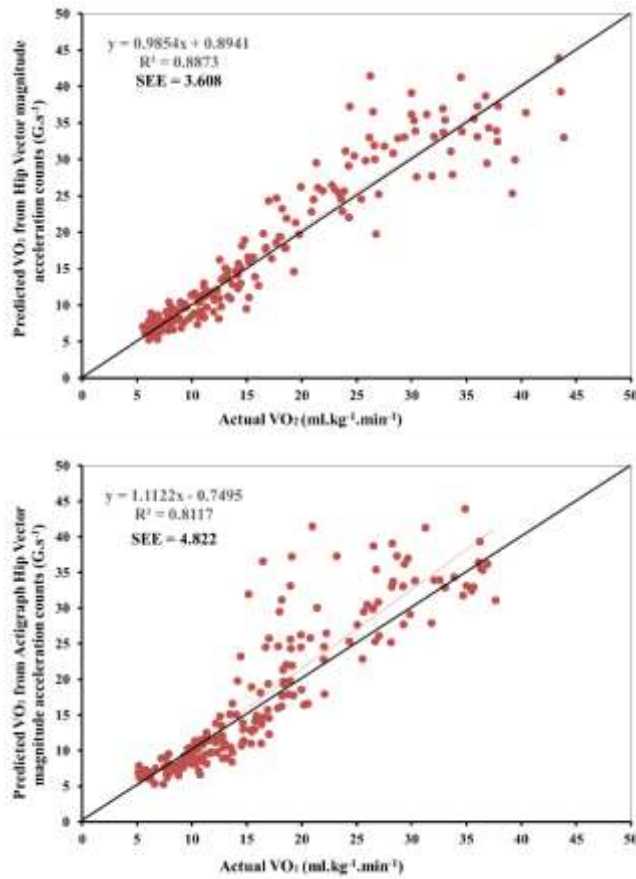 y = 0.9854x + 0.8941
R² = 0.8873
SEE = 3.608
Predicted VO₂ from Hip Vector magnitude
acceleration counts (G.s⁻¹)
50
45
40
35
30
25
20
15
10
5
0
0 5 10 15 20 25 30 35 40 45 50
Actual VO₂ (ml.kg⁻¹.min⁻¹)
y = 1.1122x - 0.7495
R² = 0.8117
SEE = 4.822
Predicted VO₂ from Actigraph Hip Vector
magnitude acceleration counts (G.s⁻¹)
50
45
40
35
30
25
20
15
10
5
0
0 5 10 15 20 25 30 35 40 45 50
Actual VO₂ (ml.kg⁻¹.min⁻¹)